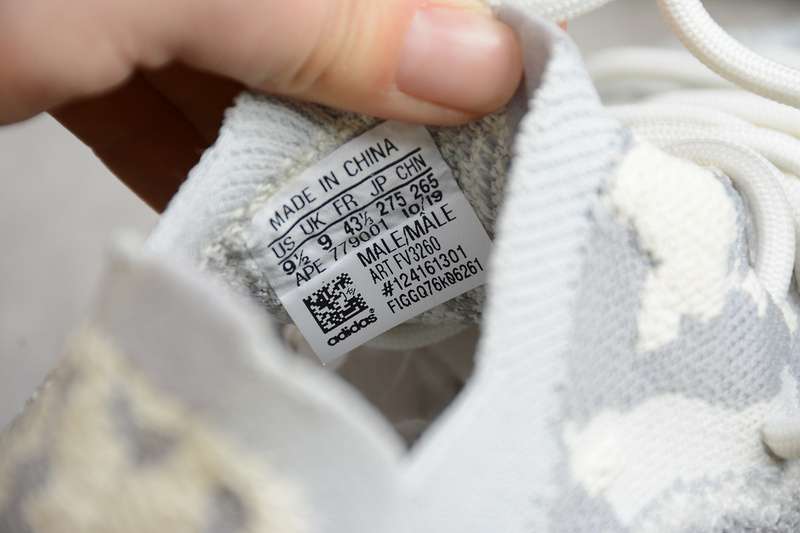 MADE IN CHINA
US UK FR JP CHN
9½ 9 43⅓ 275 265
APE 779001 10/19
MALE/MÂLE
ART FV3260
#124161301
F1GGQ76K06261
adidas